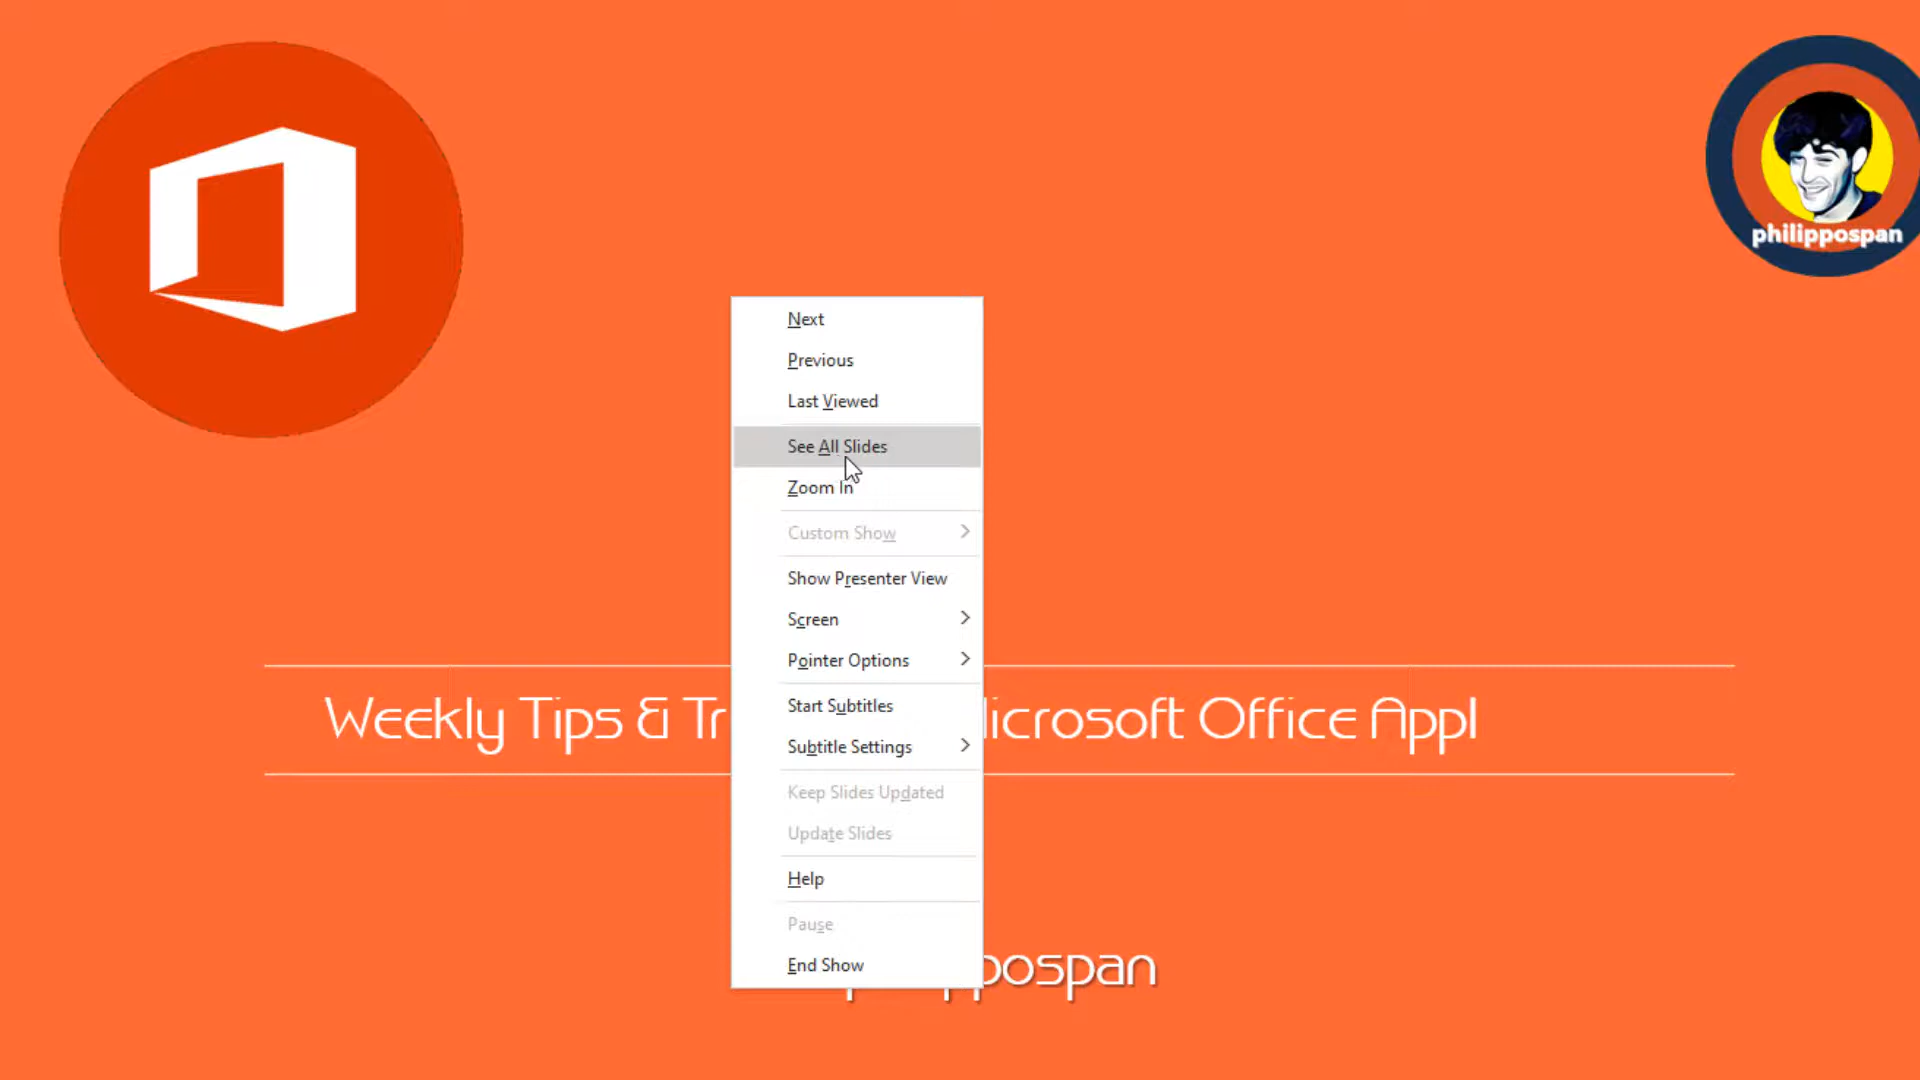 philippospan
Next
Previous
Last Viewed
See All Slides
Zoom In
Custom Show
Show Presenter View
Screen
Pointer Options
Start Subtitles
Weekly Tips & Tr icrosoft Office Appl
Subtitle Settings
Keep Slides Updated
Update Slides
Help
Pause
End Show
ospan